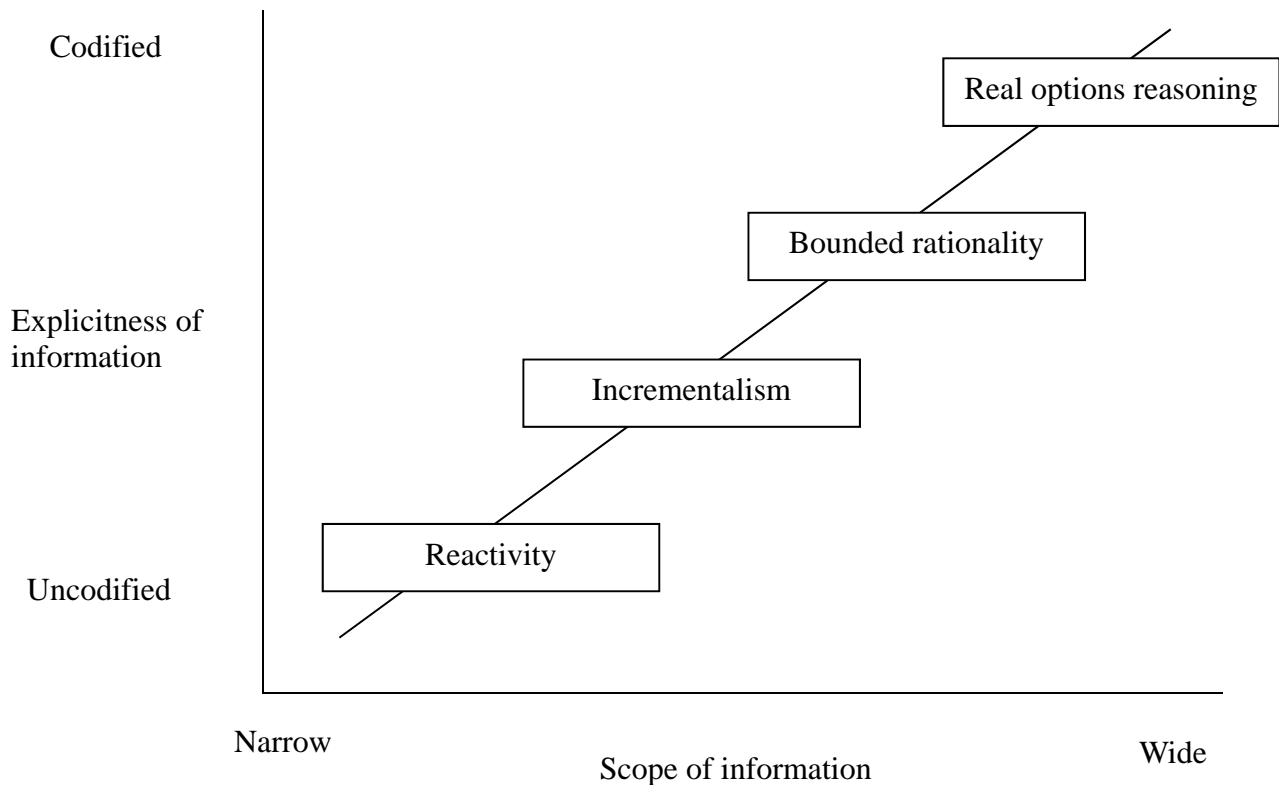 Codified
Real options reasoning
Bounded rationality
Explicitness of
information
Incrementalism
Reactivity
Uncodified
Narrow
Wide
Scope of information